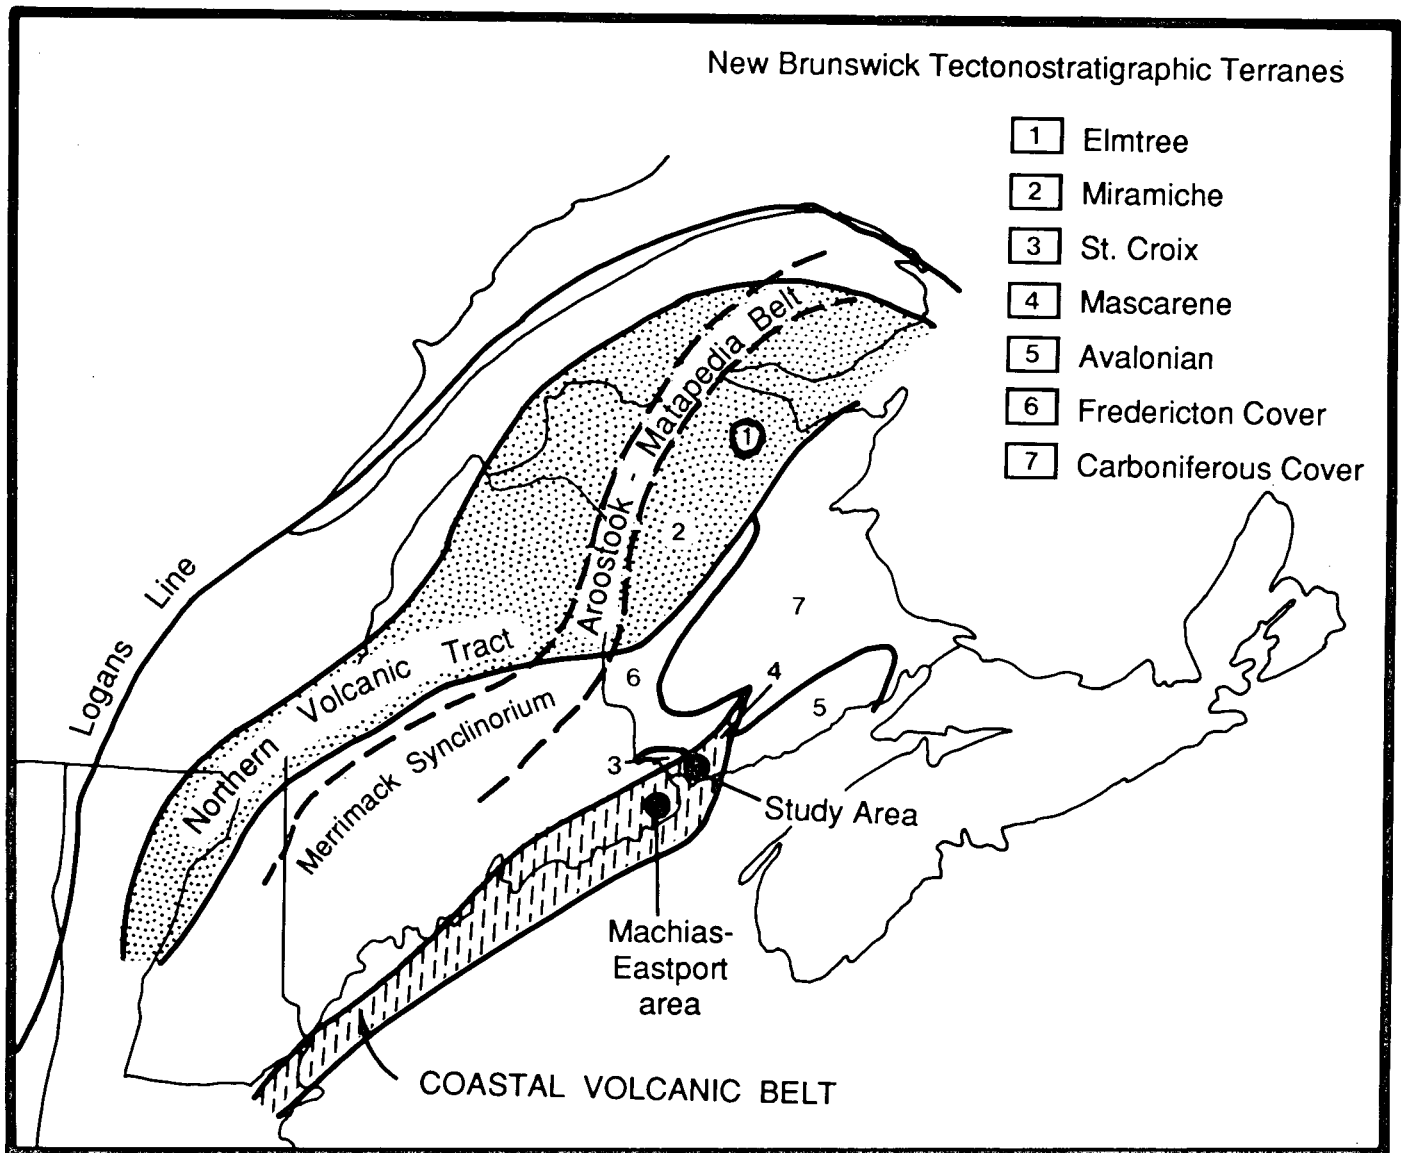 New Brunswick Tectonostratigraphic Terranes
1 Elmtree
2 Miramiche
3 St. Croix
4 Mascarene
5 Avalonian
6 Fredericton Cover
7 Carboniferous Cover
Logans Line
Northern Volcanic Tract
Aroostook - Matapedia Belt
Merrimack Synclinorium
1
2
7
6
4
5
3
Study Area
Machias-
Eastport
area
COASTAL VOLCANIC BELT